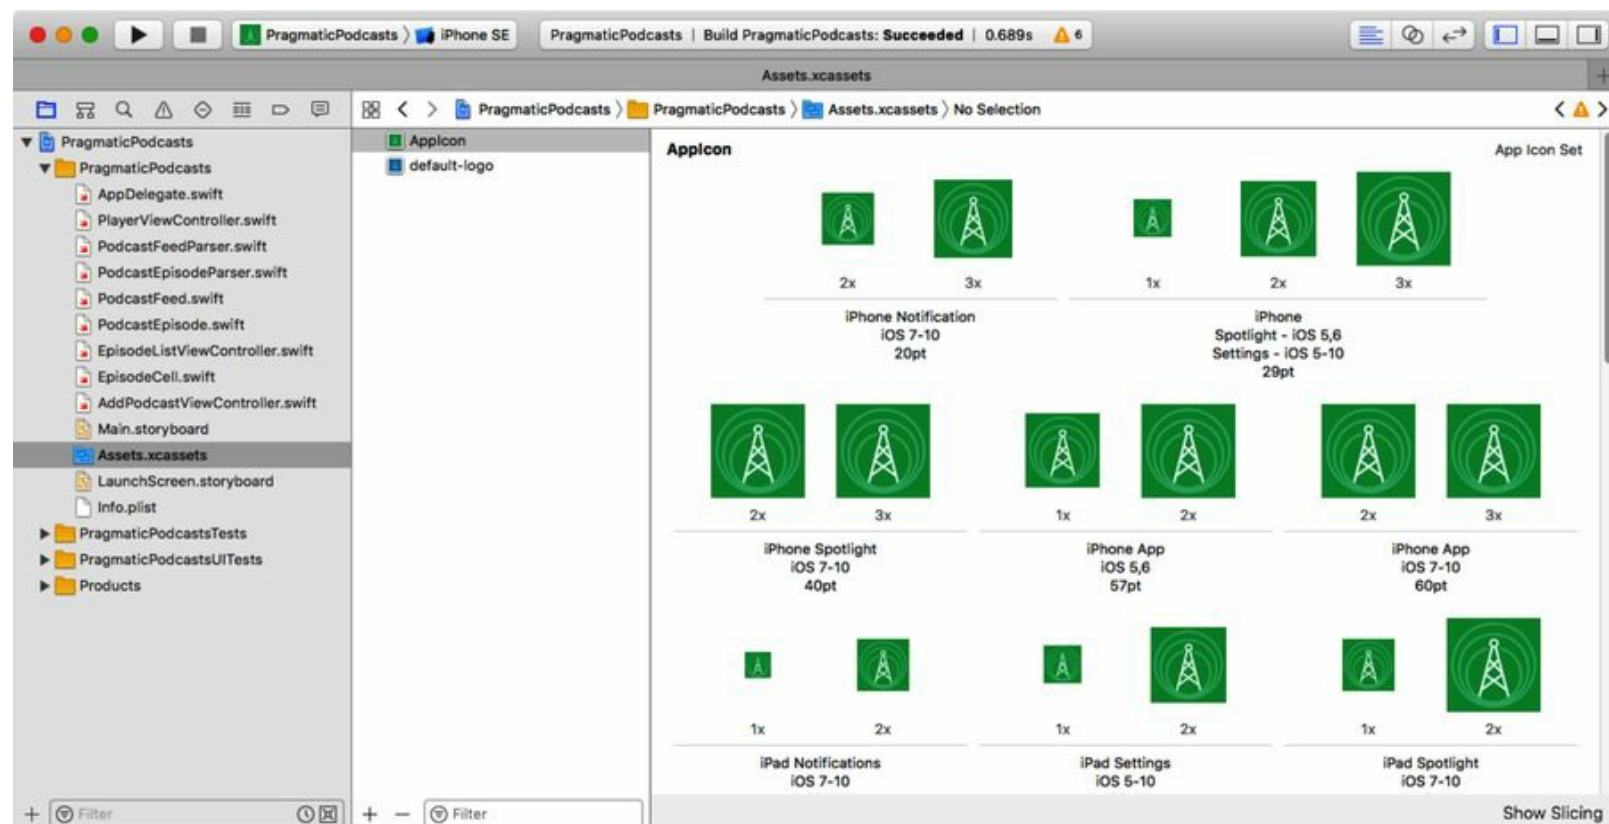 PragmaticPodcasts 〉 iPhone SE
PragmaticPodcasts | Build PragmaticPodcasts: Succeeded | 0.689s 6
Assets.xcassets
PragmaticPodcasts 〉 PragmaticPodcasts 〉 Assets.xcassets 〉 No Selection
PragmaticPodcasts
PragmaticPodcasts
AppDelegate.swift
PlayerViewController.swift
PodcastFeedParser.swift
PodcastEpisodeParser.swift
PodcastFeed.swift
PodcastEpisode.swift
EpisodeListViewController.swift
EpisodeCell.swift
AddPodcastViewController.swift
Main.storyboard
Assets.xcassets
LaunchScreen.storyboard
Info.plist
PragmaticPodcastsTests
PragmaticPodcastsUITests
Products
Filter
AppIcon
default-logo
Filter
AppIcon
App Icon Set
2x 3x
iPhone Notification
iOS 7-10
20pt
1x 2x 3x
iPhone
Spotlight - iOS 5,6
Settings - iOS 5-10
29pt
2x 3x
iPhone Spotlight
iOS 7-10
40pt
1x 2x
iPhone App
iOS 5,6
57pt
2x 3x
iPhone App
iOS 7-10
60pt
1x 2x
iPad Notifications
iOS 7-10
1x 2x
iPad Settings
iOS 5-10
1x 2x
iPad Spotlight
iOS 7-10
Show Slicing